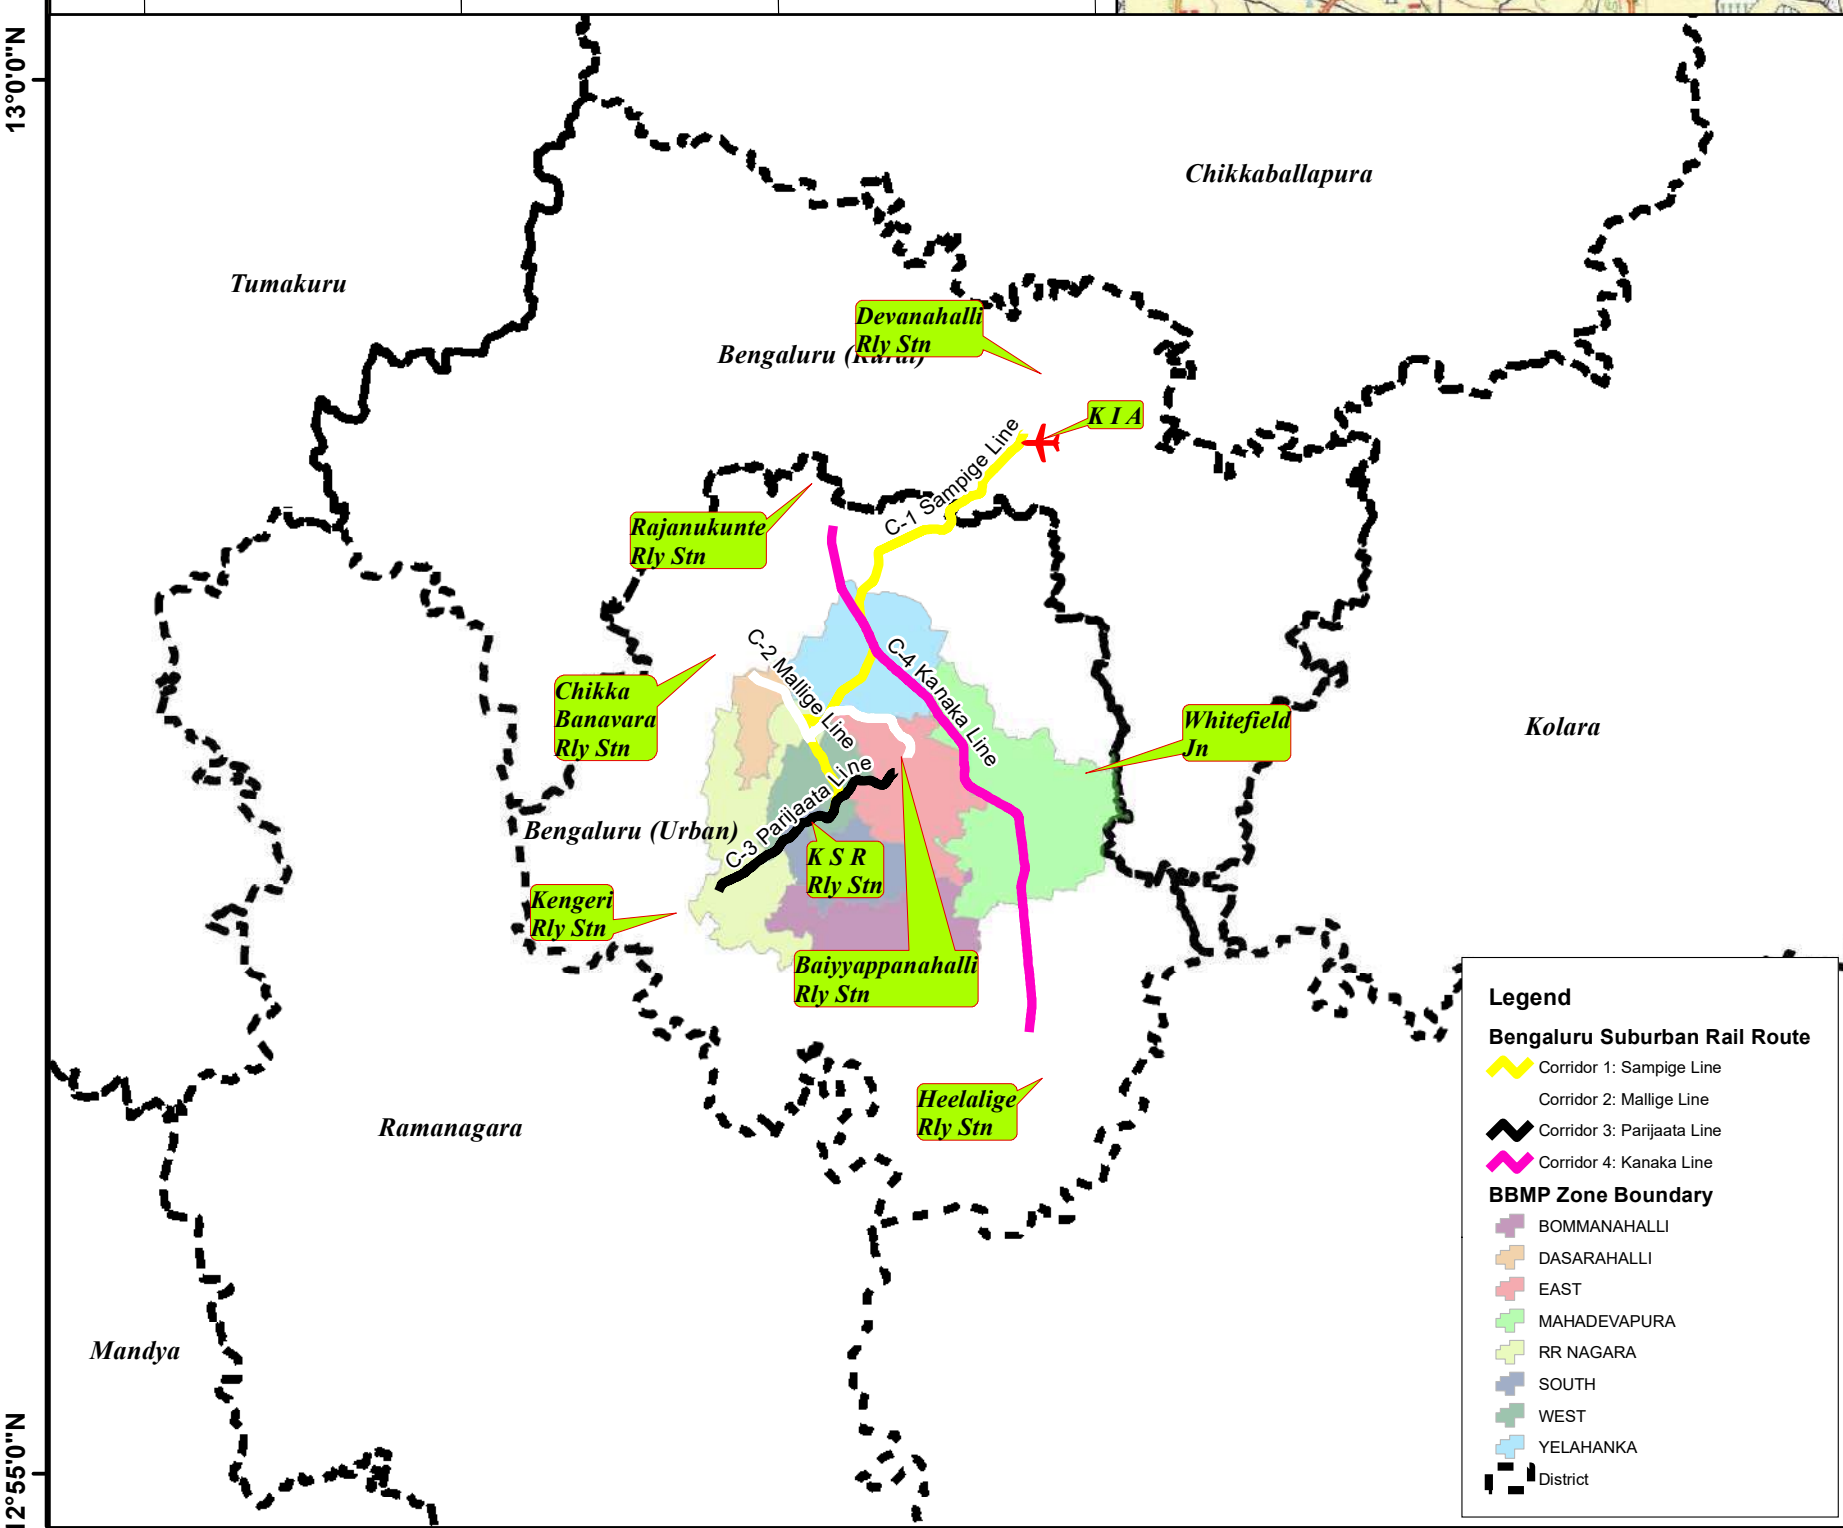 13°0'0"N
Chikkaballapura
Tumakuru
Devanahalli
Rly Stn
Bengaluru (Rural)
K I A
C-1 Sampige Line
Rajanukunte
Rly Stn
C-2 Mallige Line
C-4 Kanaka Line
Chikka
Banavara
Rly Stn
Whitefield
Jn
Kolara
C-3 Parijaata Line
Bengaluru (Urban)
K S R
Rly Stn
Kengeri
Rly Stn
Baiyyappanahalli
Rly Stn
Heelalige
Rly Stn
Ramanagara
Mandya
12°55'0"N
Legend
Bengaluru Suburban Rail Route
Corridor 1: Sampige Line
Corridor 2: Mallige Line
Corridor 3: Parijaata Line
Corridor 4: Kanaka Line
BBMP Zone Boundary
BOMMANAHALLI
DASARAHALLI
EAST
MAHADEVAPURA
RR NAGARA
SOUTH
WEST
YELAHANKA
District